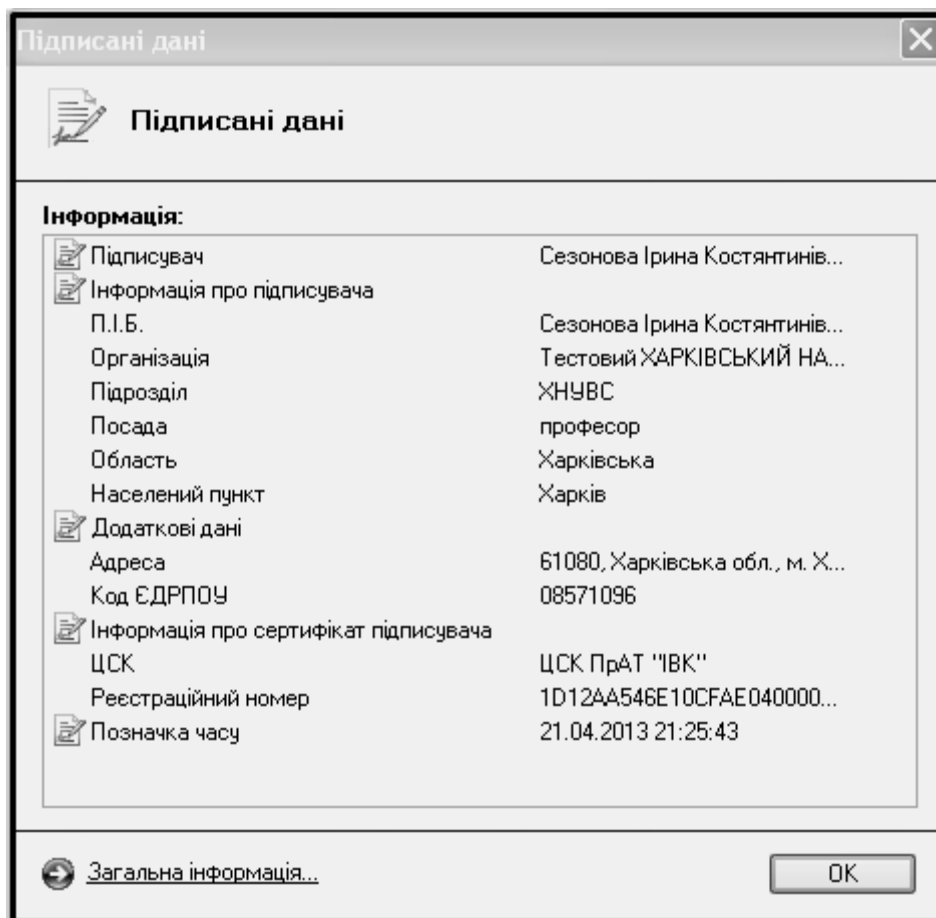 Підписані дані
Підписані дані
Інформація:
Підписувач Сезонова Ірина Костянтинів...
Інформація про підписувача
П.І.Б. Сезонова Ірина Костянтинів...
Організація Тестовий ХАРКІВСЬКИЙ НА...
Підрозділ ХНУВС
Посада професор
Область Харківська
Населений пункт Харків
Додаткові дані
Адреса 61080, Харківська обл., м. Х...
Код ЄДРПОУ 08571096
Інформація про сертифікат підписувача
ЦСК ЦСК ПрАТ "ІВК"
Реєстраційний номер 1D12AA546E10CFAE040000...
Позначка часу 21.04.2013 21:25:43
Загальна інформація...
OK